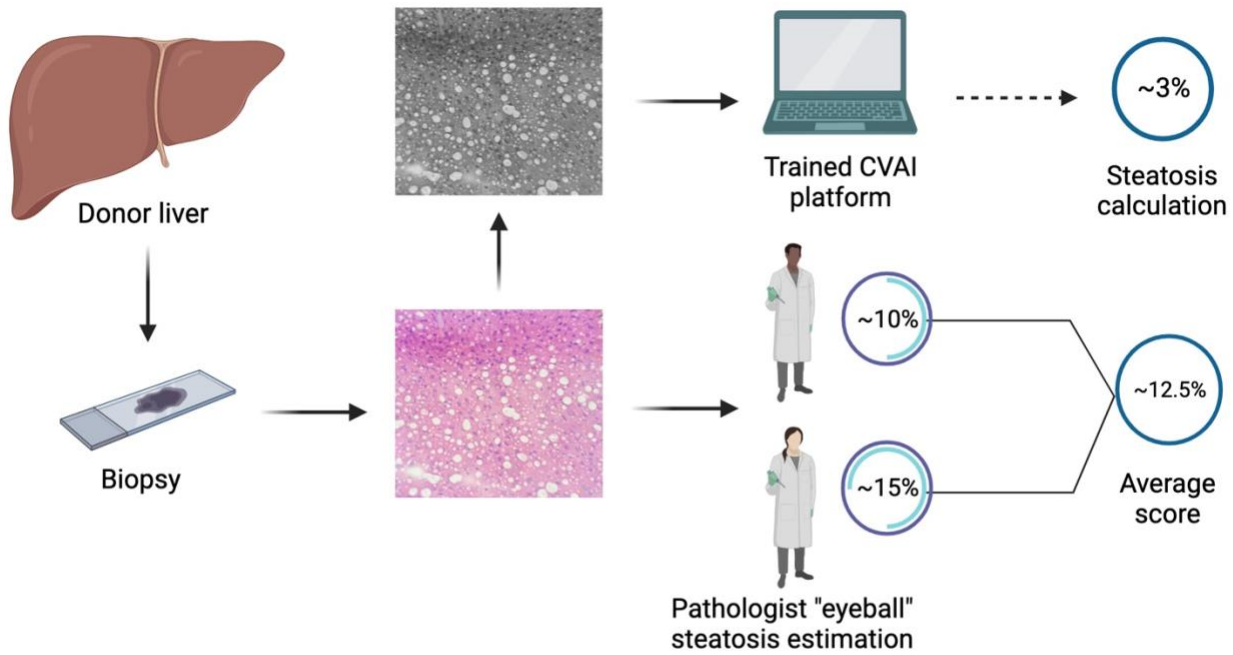 Donor liver
Biopsy
Trained CVAI
platform
~3%
Steatosis
calculation
~10%
~15%
Pathologist "eyeball"
steatosis estimation
~12.5%
Average
score